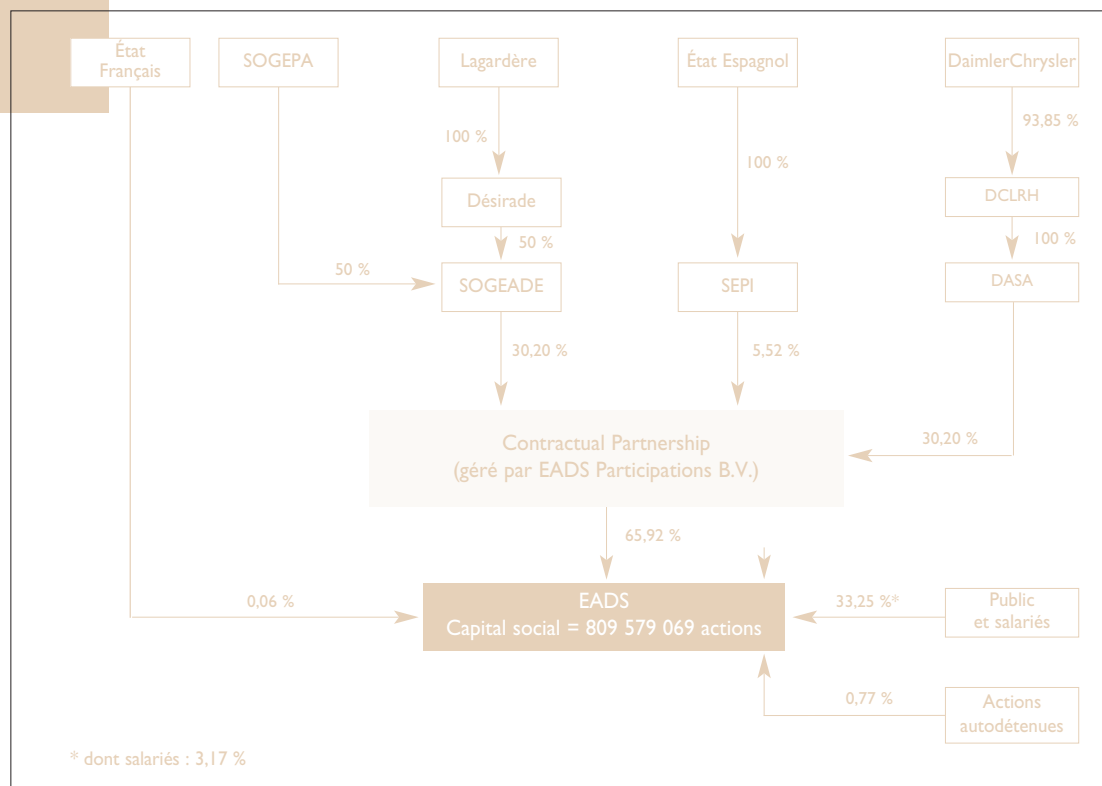 État
Français
SOGEPA
Lagardère
État Espagnol
DaimlerChrysler
100 %
100 %
93,85 %
Désirade
DCLRH
50 %
100 %
50 %
SOGEADE
SEPI
DASA
30,20 %
5,52 %
30,20 %
Contractual Partnership
(géré par EADS Participations B.V.)
65,92 %
0,06 %
EADS
Capital social = 809 579 069 actions
33,25 %*
Public
et salariés
0,77 %
Actions
autodétenues
* dont salariés : 3,17 %